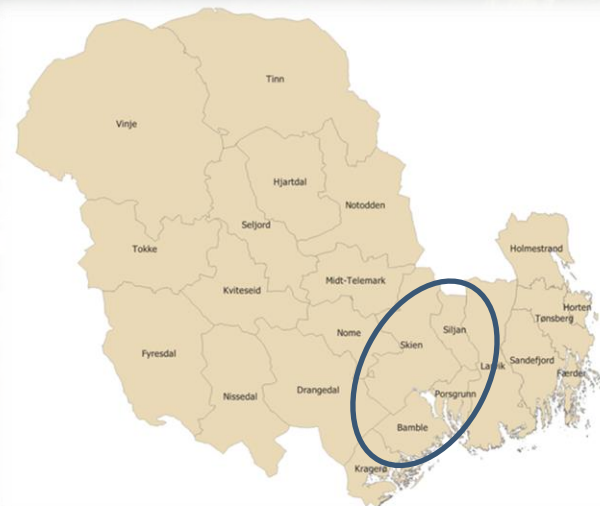 Tinn
Vinje
Hjartdal
Notodden
Seljord
Tokke
Holmestrand
Midt-Telemark
Kviteseid
Horten
Tønsberg
Siljan
Nome
Skien
Fyresdal
Sandefjord
Larvik
Færder
Drangedal
Porsgrunn
Nissedal
Bamble
Kragerø